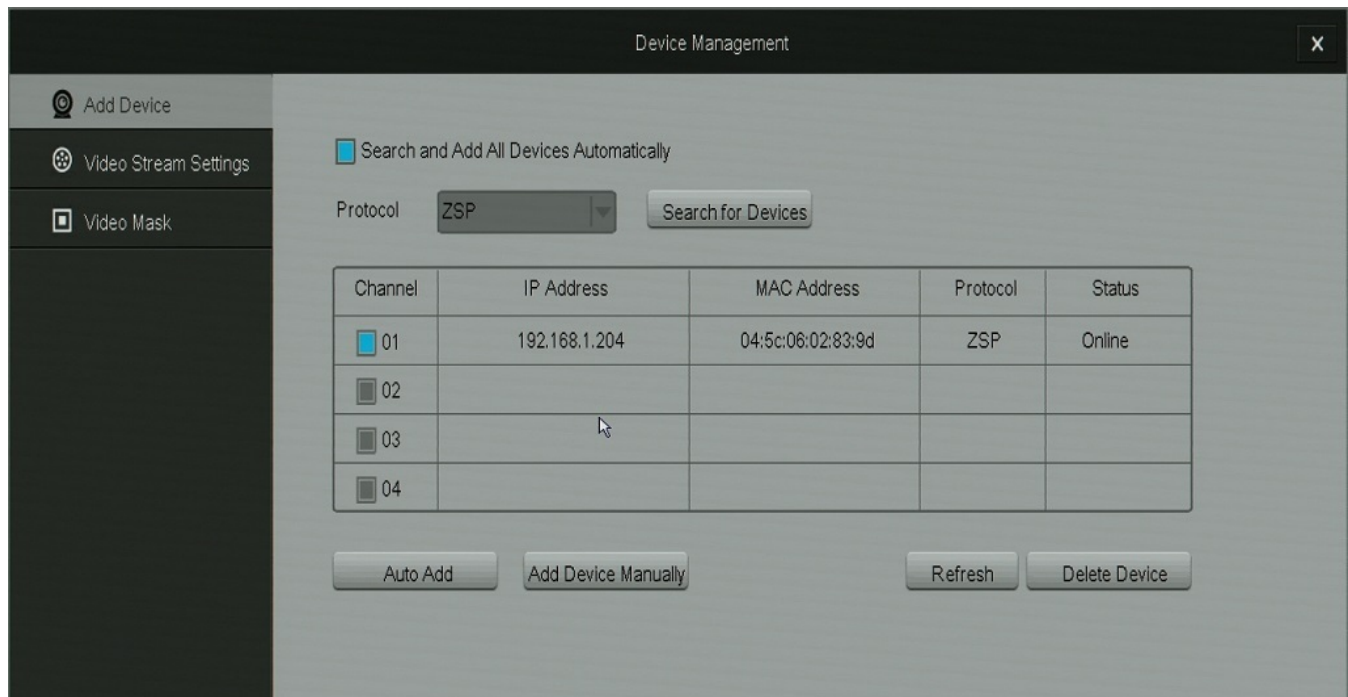 Device Management X
Add Device
Video Stream Settings
Video Mask
Search and Add All Devices Automatically
Protocol ZSP Search for Devices
Channel IP Address MAC Address Protocol Status
01 192.168.1.204 04:5c:06:02:83:9d ZSP Online
02
03
04
Auto Add Add Device Manually Refresh Delete Device